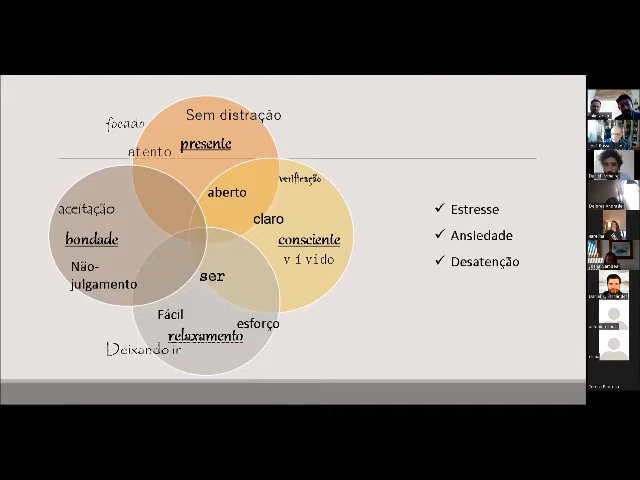 Sem distração
focado
presente
atento
verificação
aberto
aceitação
claro
bondade
consciente
vívido
Não-
julgamento
ser
Fácil
esforço
relaxamento
Deixando ir
✓ Estresse
✓ Ansiedade
✓ Desatenção